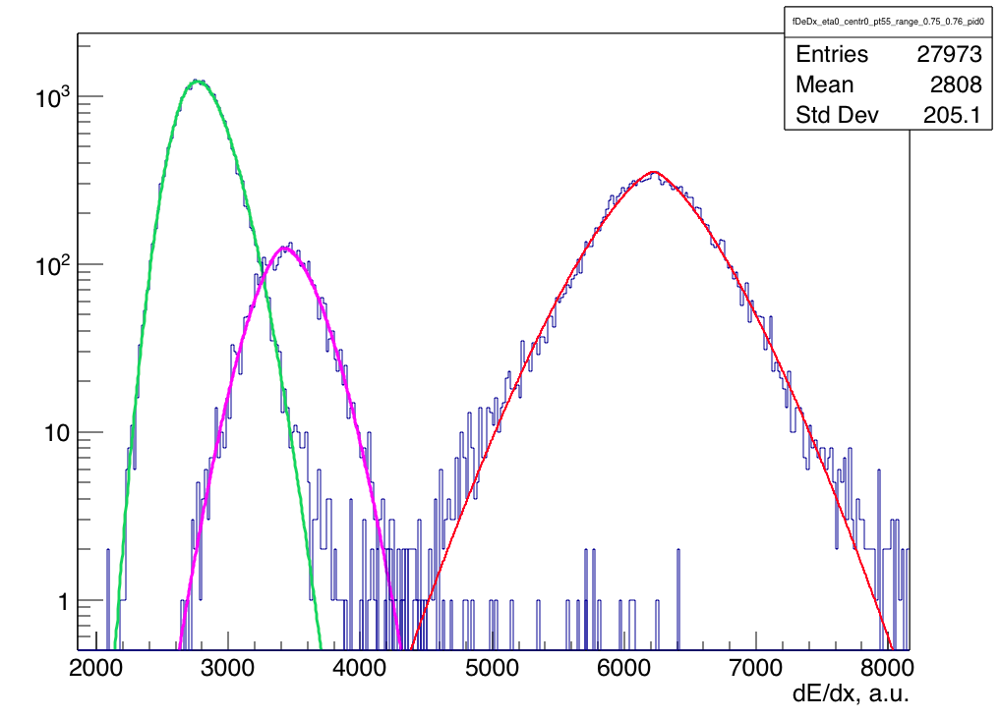 fDeDx_eta0_centr0_pt55_range_0.75_0.76_pid0
Entries 27973
Mean 2808
Std Dev 205.1
10³
10²
10
1
2000 3000 4000 5000 6000 7000 8000
dE/dx, a.u.